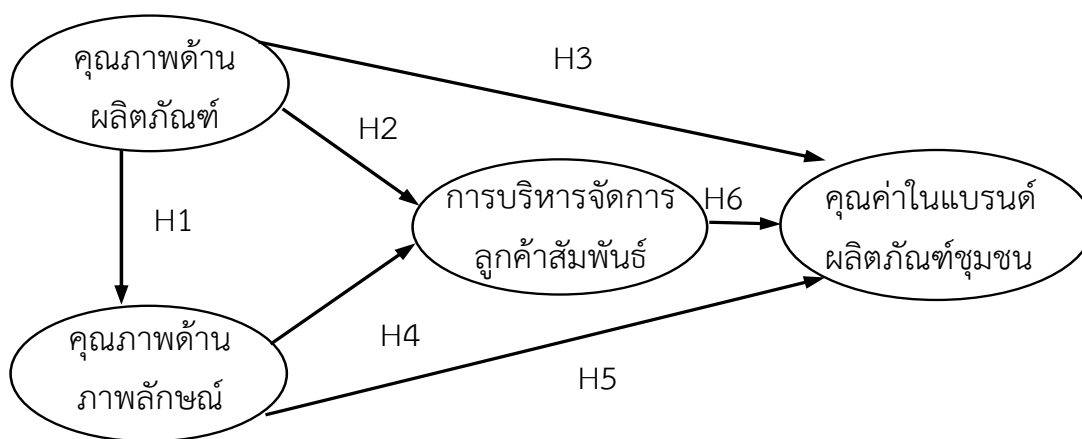 คุณภาพด้าน
ผลิตภัณฑ์
H3
H2
การบริหารจัดการ
ลูกค้าสัมพันธ์
H6
คุณค่าในแบรนด์
ผลิตภัณฑ์ชุมชน
H1
คุณภาพด้าน
ภาพลักษณ์
H4
H5